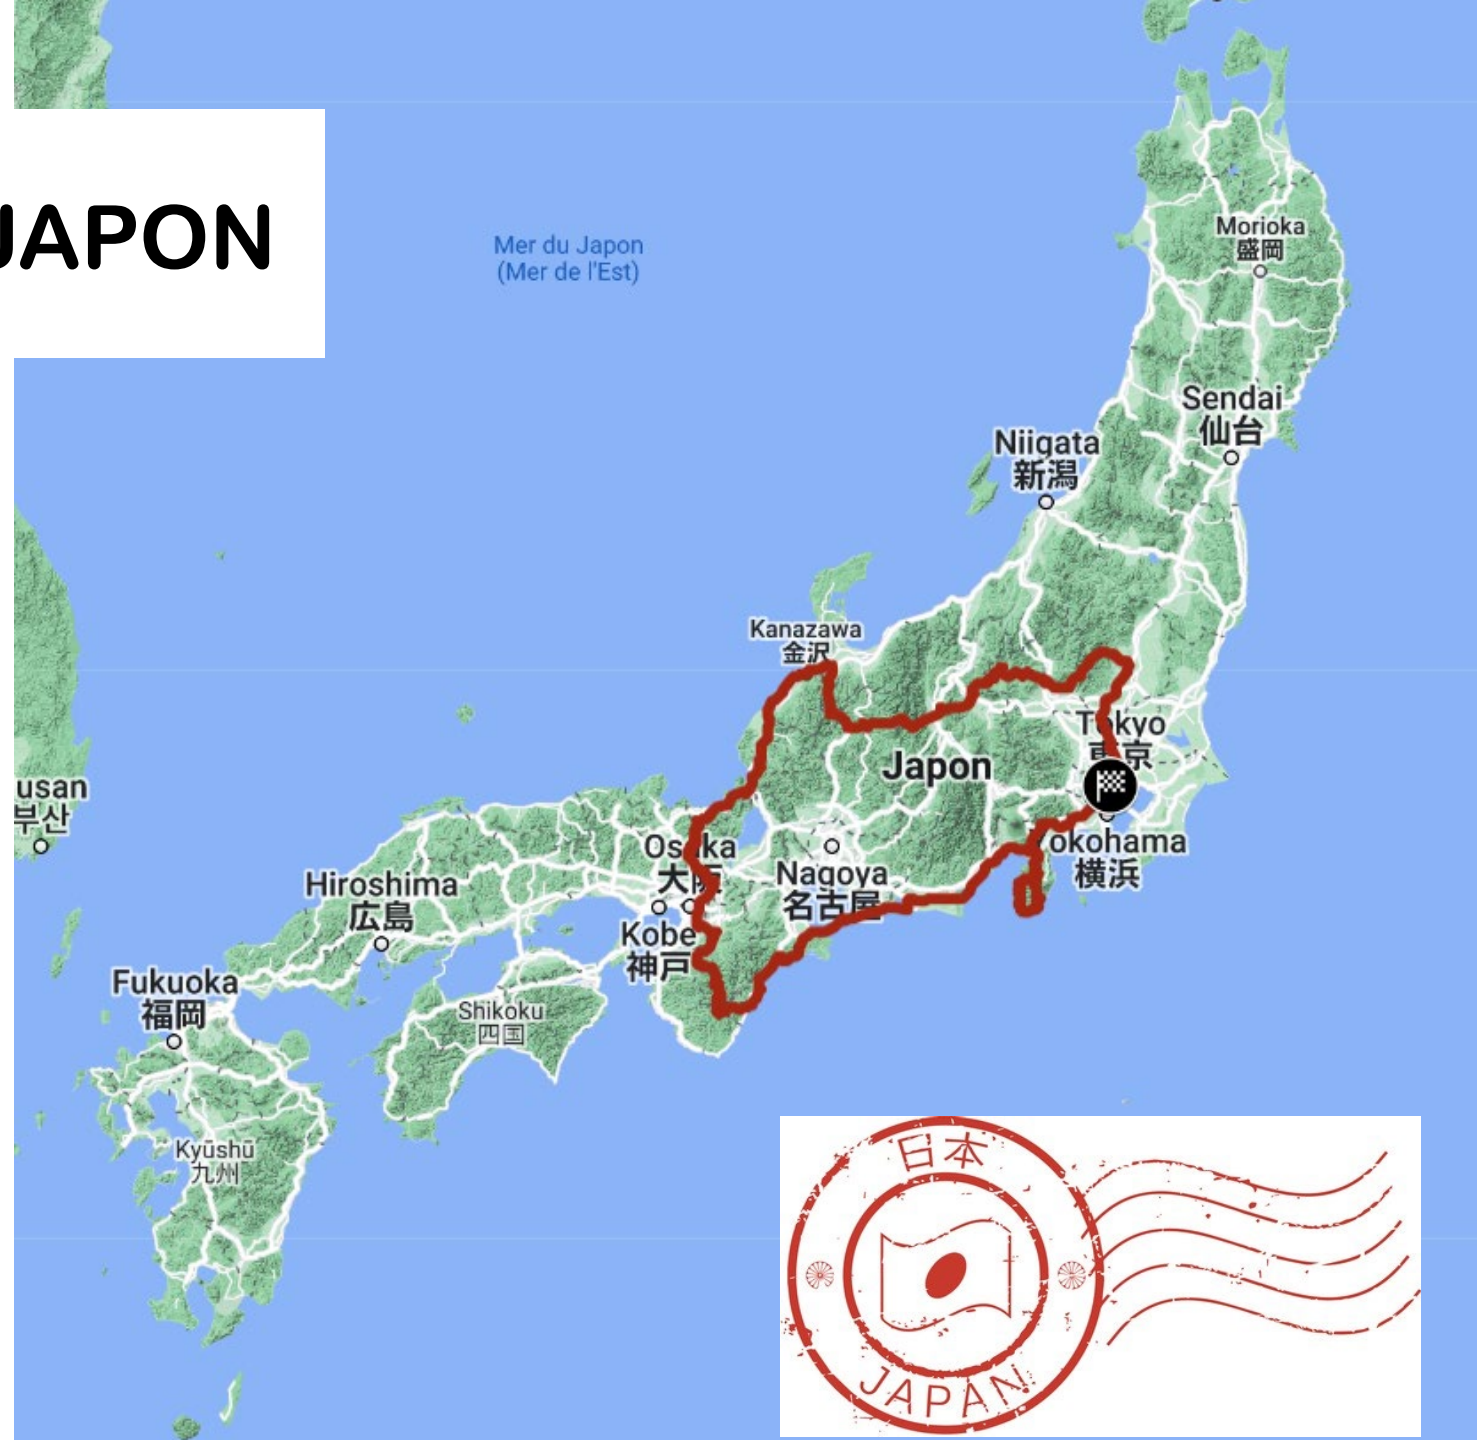 JAPON
Mer du Japon
(Mer de l'Est)
Morioka
盛岡
Sendai
仙台
Niigata
新潟
Kanazawa
金沢
Tokyo
東京
Japon
usan
부산
Yokohama
横浜
Osaka
大阪
Nagoya
名古屋
Hiroshima
広島
Kobe
神戸
Fukuoka
福岡
Shikoku
四国
Kyūshū
九州
日本
JAPAN